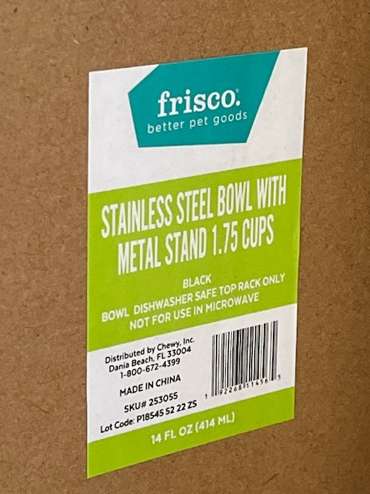 frisco.
better pet goods
STAINLESS STEEL BOWL WITH
METAL STAND 1.75 CUPS
BLACK
BOWL DISHWASHER SAFE TOP RACK ONLY
NOT FOR USE IN MICROWAVE
Distributed by Chewy, Inc.
Dania Beach, FL 33004
1-800-672-4399
MADE IN CHINA
SKU# 253055
Lot Code: P18545 S2 22 ZS
14 FL OZ (414 ML)